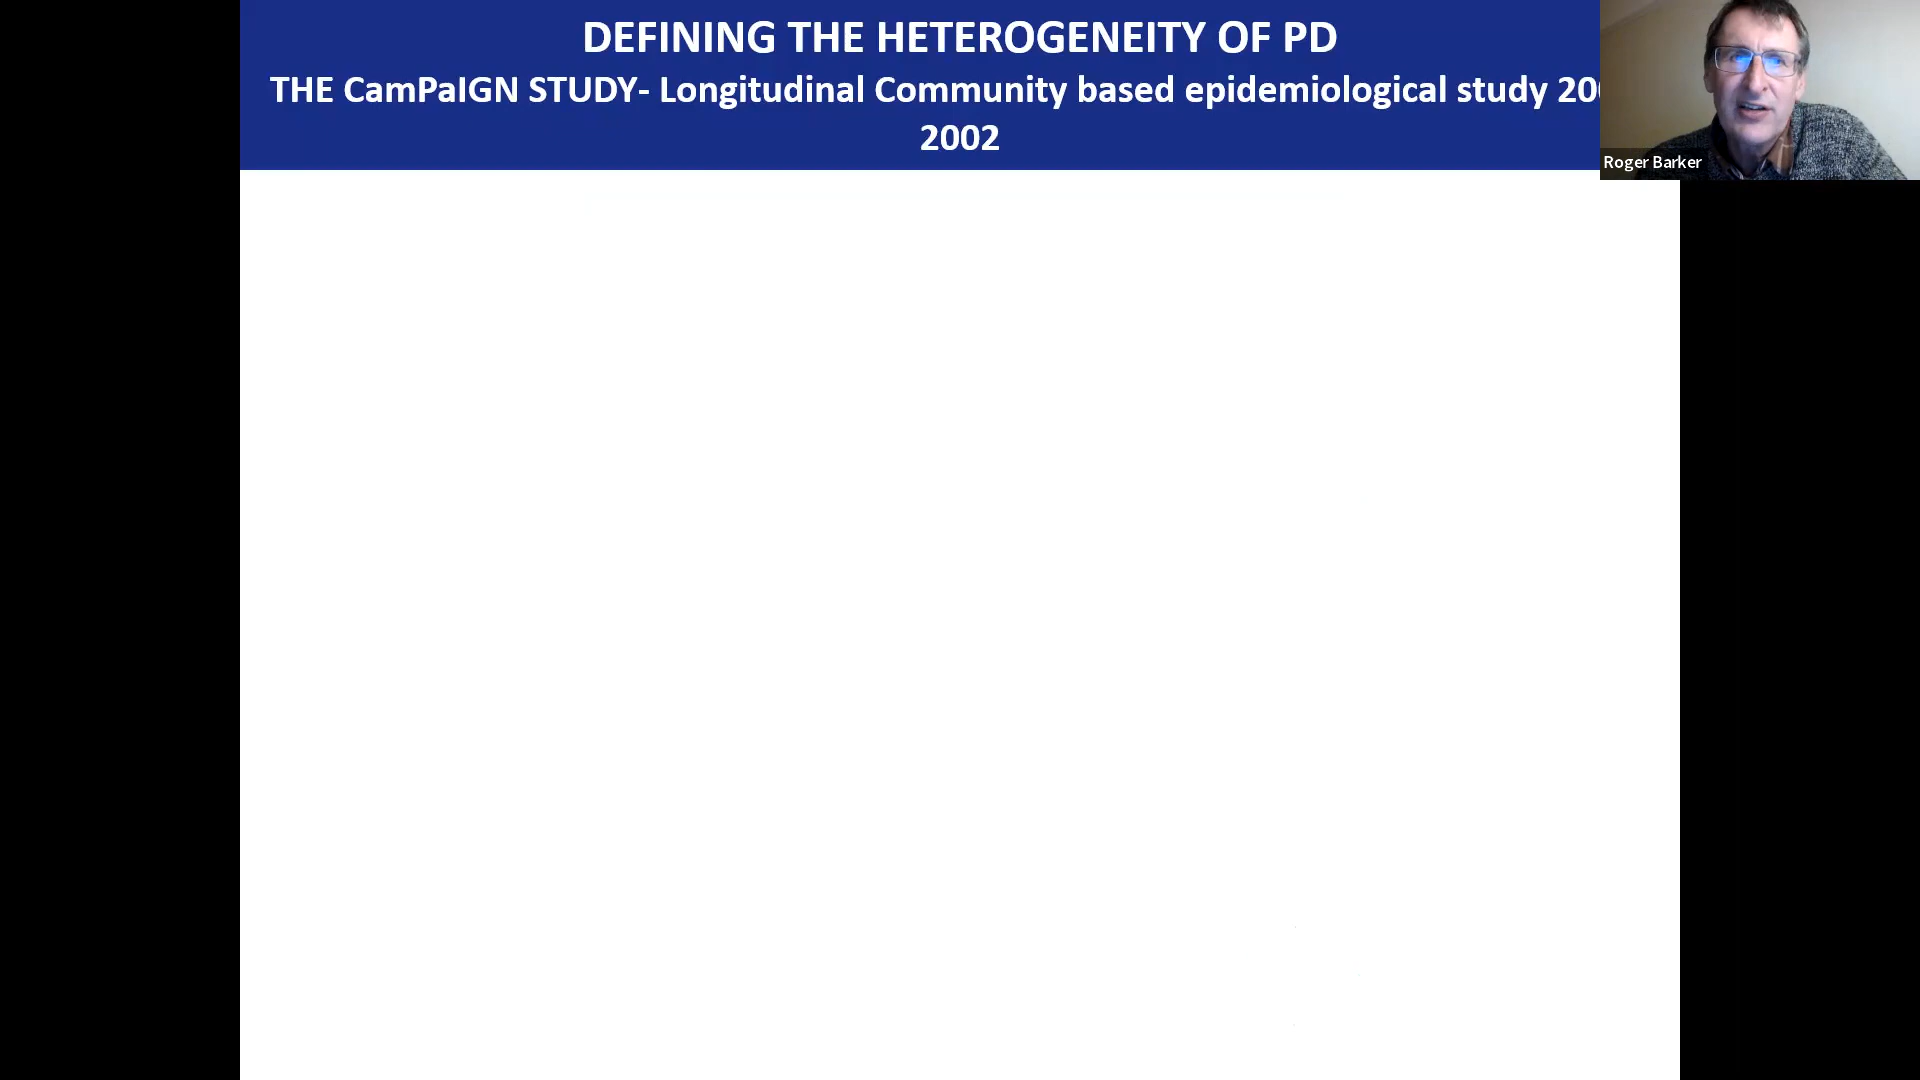 DEFINING THE HETEROGENEITY OF PD
THE CamPaIGN STUDY- Longitudinal Community based epidemiological study
2002
Roger Barker